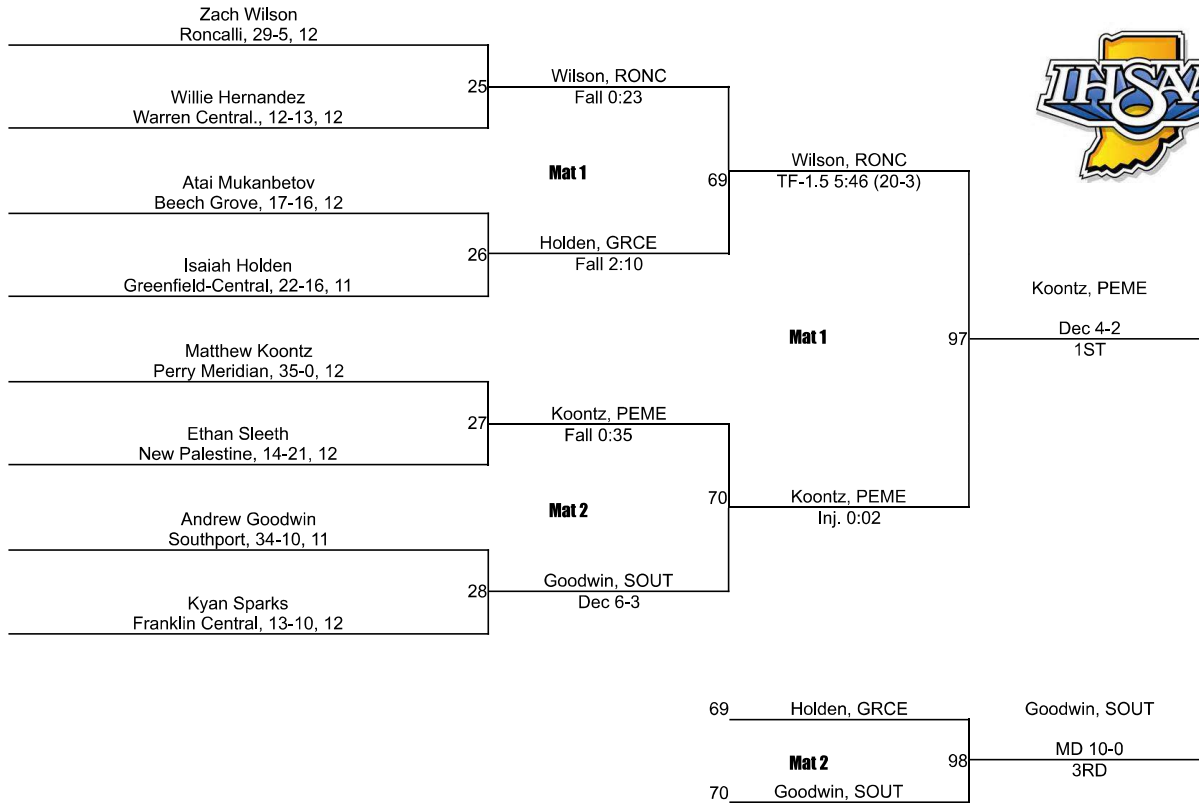 Zach Wilson
Roncalli, 29-5, 12
25
Willie Hernandez
Warren Central., 12-13, 12
Wilson, RONC
Fall 0:23
Mat 1
69
Atai Mukanbetov
Beech Grove, 17-16, 12
26
Isaiah Holden
Greenfield-Central, 22-16, 11
Holden, GRCE
Fall 2:10
Wilson, RONC
TF-1.5 5:46 (20-3)
IHSAA
Mat 1
97
Koontz, PEME
Dec 4-2
1ST
Matthew Koontz
Perry Meridian, 35-0, 12
27
Ethan Sleeth
New Palestine, 14-21, 12
Koontz, PEME
Fall 0:35
Mat 2
70
Koontz, PEME
Inj. 0:02
Andrew Goodwin
Southport, 34-10, 11
28
Kyan Sparks
Franklin Central, 13-10, 12
Goodwin, SOUT
Dec 6-3
69
Holden, GRCE
Mat 2
98
70
Goodwin, SOUT
Goodwin, SOUT
MD 10-0
3RD